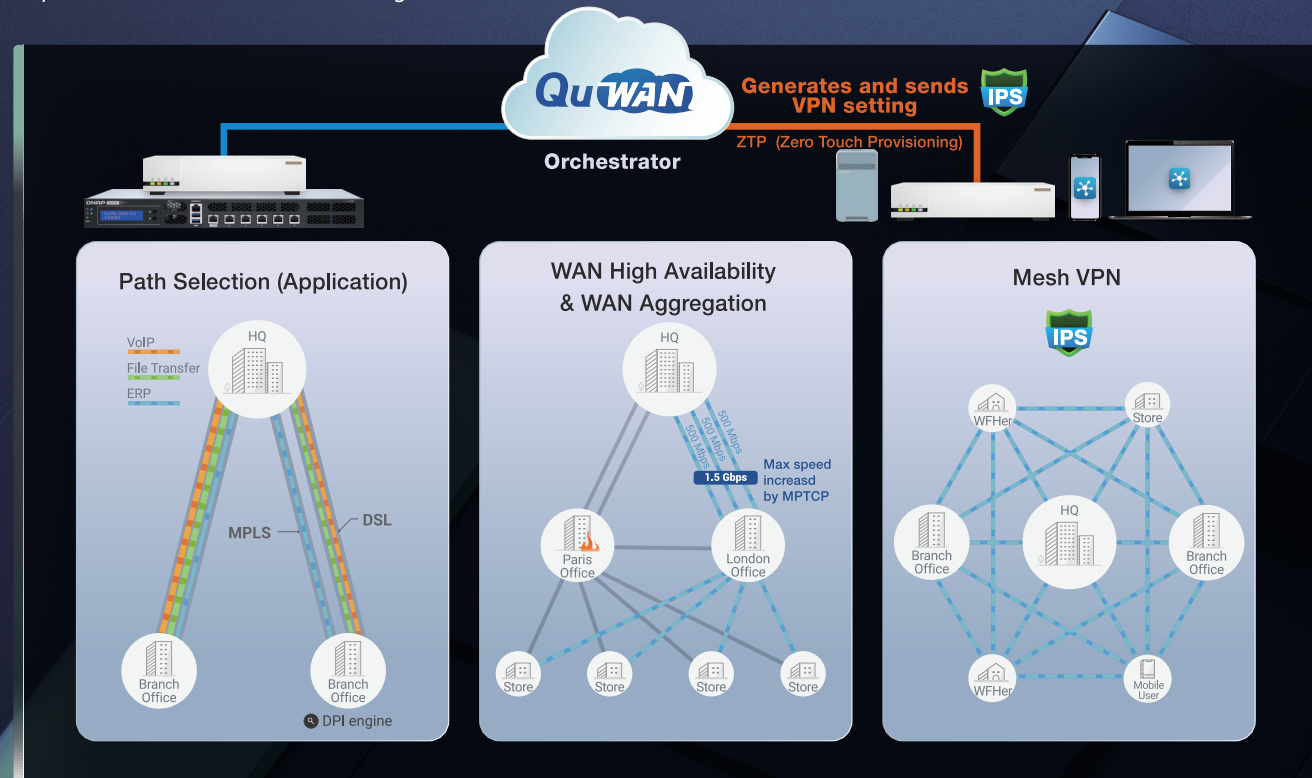 QuWAN
Orchestrator
Generates and sends
VPN setting
IPS
ZTP (Zero Touch Provisioning)
QNAP
Path Selection (Application)
VoIP
File Transfer
ERP
HQ
MPLS
DSL
Branch
Office
Branch
Office
DPI engine
WAN High Availability
& WAN Aggregation
HQ
500 Mbps
500 Mbps
500 Mbps
1.5 Gbps
Max speed
increasd
by MPTCP
Paris
Office
London
Office
Store
Store
Store
Store
Mesh VPN
IPS
WFHer
Store
HQ
Branch
Office
Branch
Office
WFHer
Mobile
User